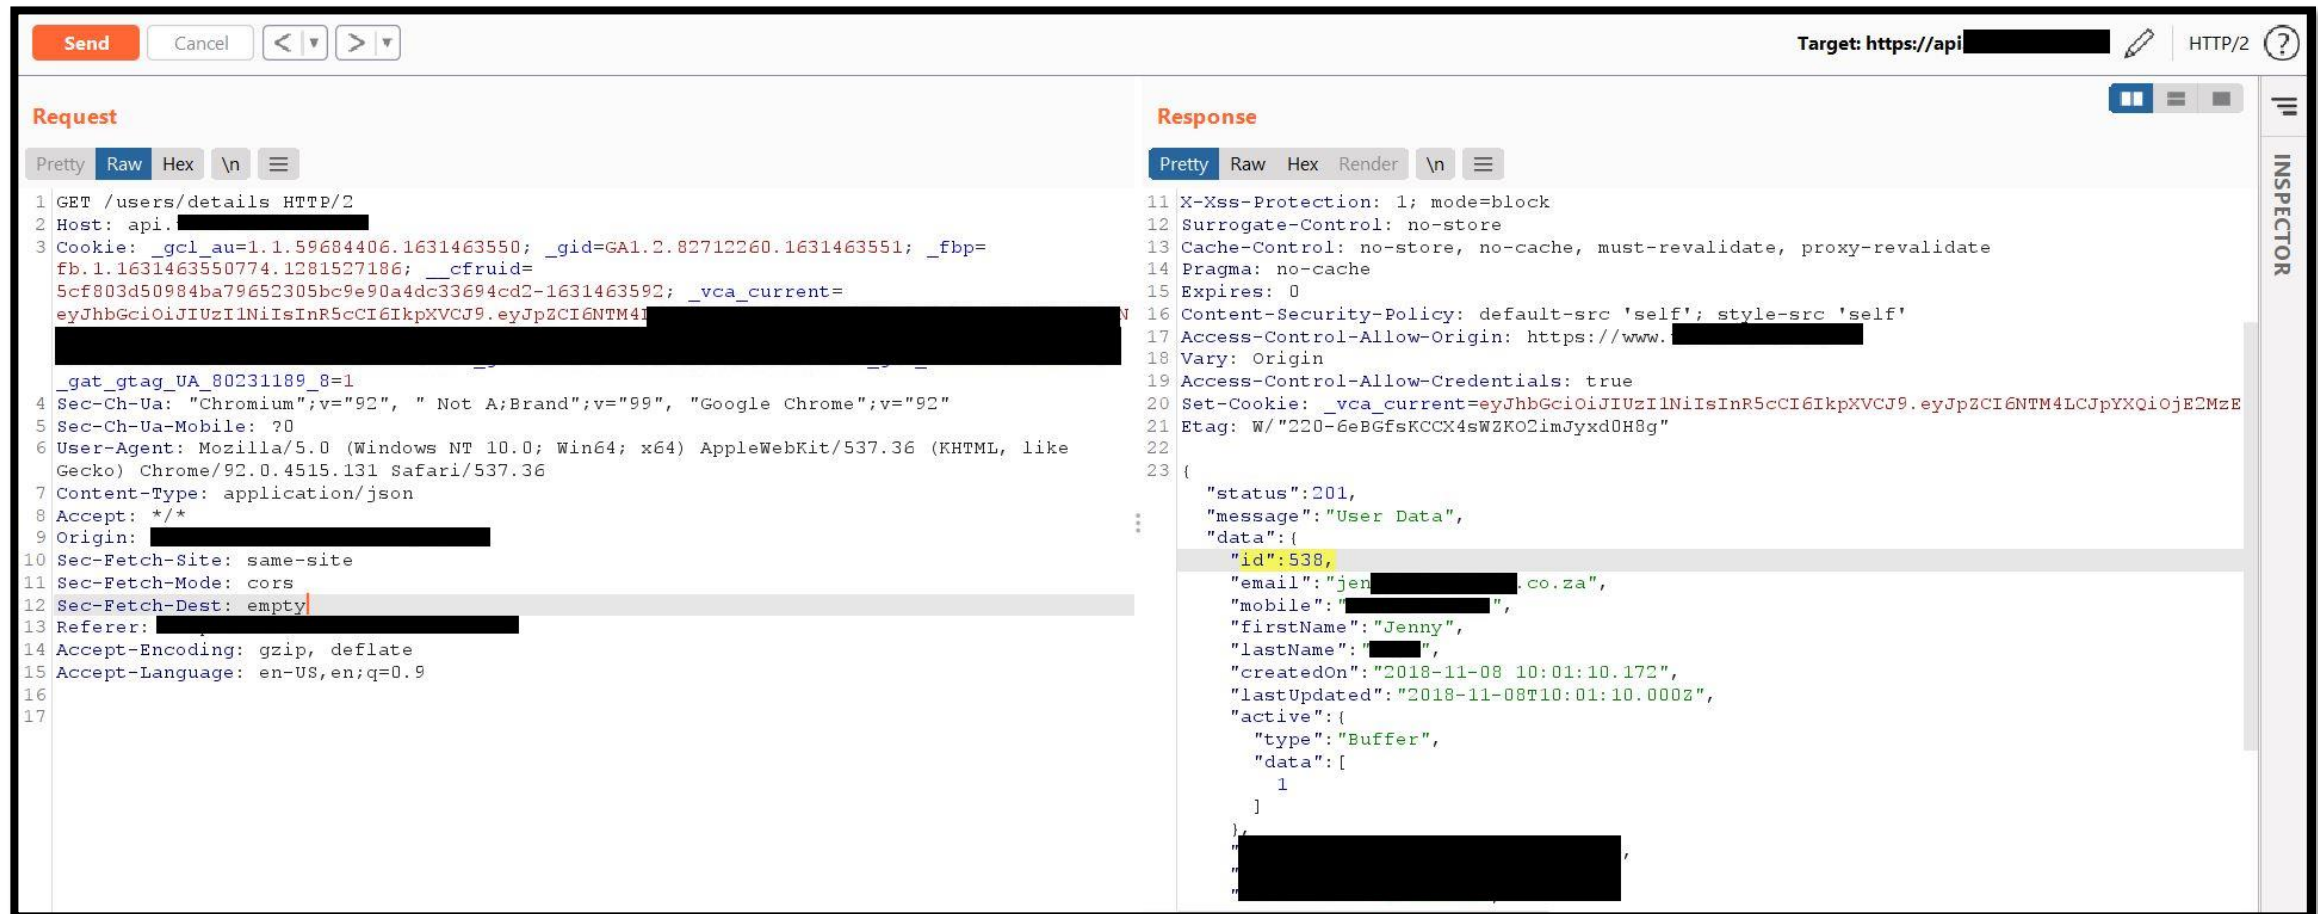 Send
Cancel
<
>
Target: https://api
HTTP/2
?
Request
Pretty
Raw
Hex
\n
1 GET /users/details HTTP/2
2 Host: api.
3 Cookie: _gcl_au=1.1.59684406.1631463550; _gid=GA1.2.82712260.1631463551; _fbp=
fb.1.1631463550774.1281527186; __cfruid=
5cf803d50984ba79652305bc9e90a4dc33694cd2-1631463592; _vca_current=
eyJhbGciOiJIUzI1NiIsInR5cCI6IkpXVCJ9.eyJpZCI6NTM4 N
_gat_gtag_UA_80231189_8=1
4 Sec-Ch-Ua: "Chromium";v="92", " Not A;Brand";v="99", "Google Chrome";v="92"
5 Sec-Ch-Ua-Mobile: ?0
6 User-Agent: Mozilla/5.0 (Windows NT 10.0; Win64; x64) AppleWebKit/537.36 (KHTML, like
Gecko) Chrome/92.0.4515.131 Safari/537.36
7 Content-Type: application/json
8 Accept: */*
9 Origin:
10 Sec-Fetch-Site: same-site
11 Sec-Fetch-Mode: cors
12 Sec-Fetch-Dest: empty
13 Referer:
14 Accept-Encoding: gzip, deflate
15 Accept-Language: en-US,en;q=0.9
16
17
Response
Pretty
Raw
Hex
Render
\n
11 X-Xss-Protection: 1; mode=block
12 Surrogate-Control: no-store
13 Cache-Control: no-store, no-cache, must-revalidate, proxy-revalidate
14 Pragma: no-cache
15 Expires: 0
16 Content-Security-Policy: default-src 'self'; style-src 'self'
17 Access-Control-Allow-Origin: https://www.
18 Vary: Origin
19 Access-Control-Allow-Credentials: true
20 Set-Cookie: _vca_current=eyJhbGciOiJIUzI1NiIsInR5cCI6IkpXVCJ9.eyJpZCI6NTM4LCJpYXQiOjE2MzE
21 Etag: W/"220-6eBGfsKCCX4sWZKO2imJyxd0H8g"
22
23 {
"status":201,
"message":"User Data",
"data":{
"id":538,
"email":"jen .co.za",
"mobile":" ",
"firstName":"Jenny",
"lastName":" ",
"createdOn":"2018-11-08 10:01:10.172",
"lastUpdated":"2018-11-08T10:01:10.000Z",
"active":{
"type":"Buffer",
"data":[
1
]
},
" ,
"
"
INSPECTOR